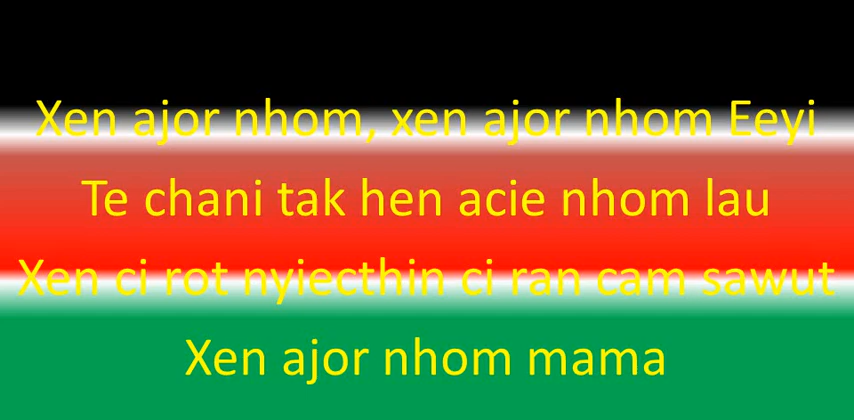 Xen ajor nhom, xen ajor nhom Eeyi
Te chani tak hen acie nhom lau
Xen ci rot nyiecthin ci ran cam sawut
Xen ajor nhom mama